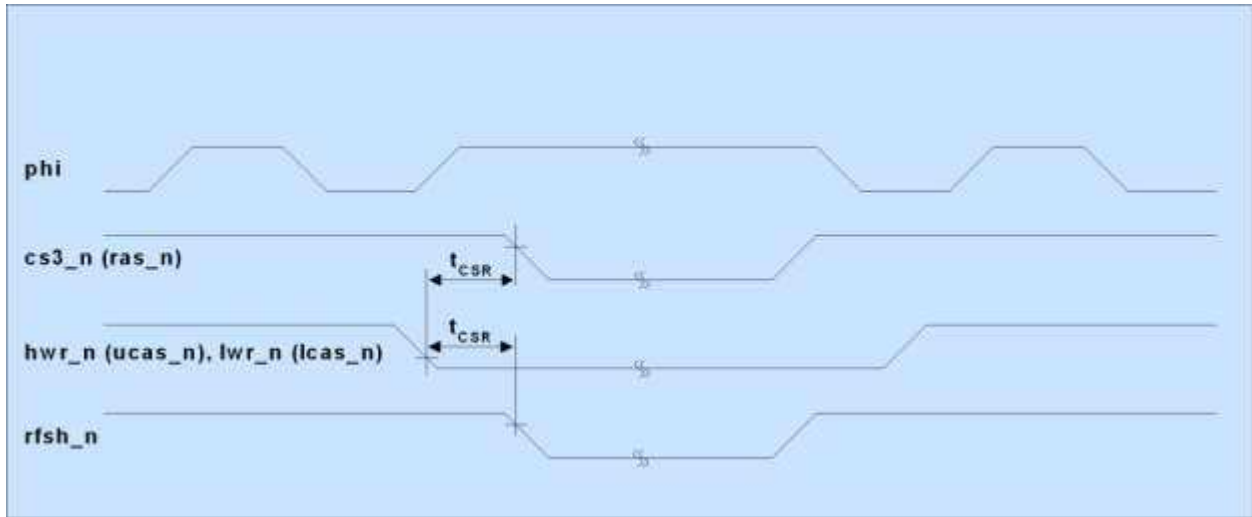 phi
cs3_n (ras_n)
tCSR
tCSR
hwr_n (ucas_n), lwr_n (lcas_n)
rfsh_n